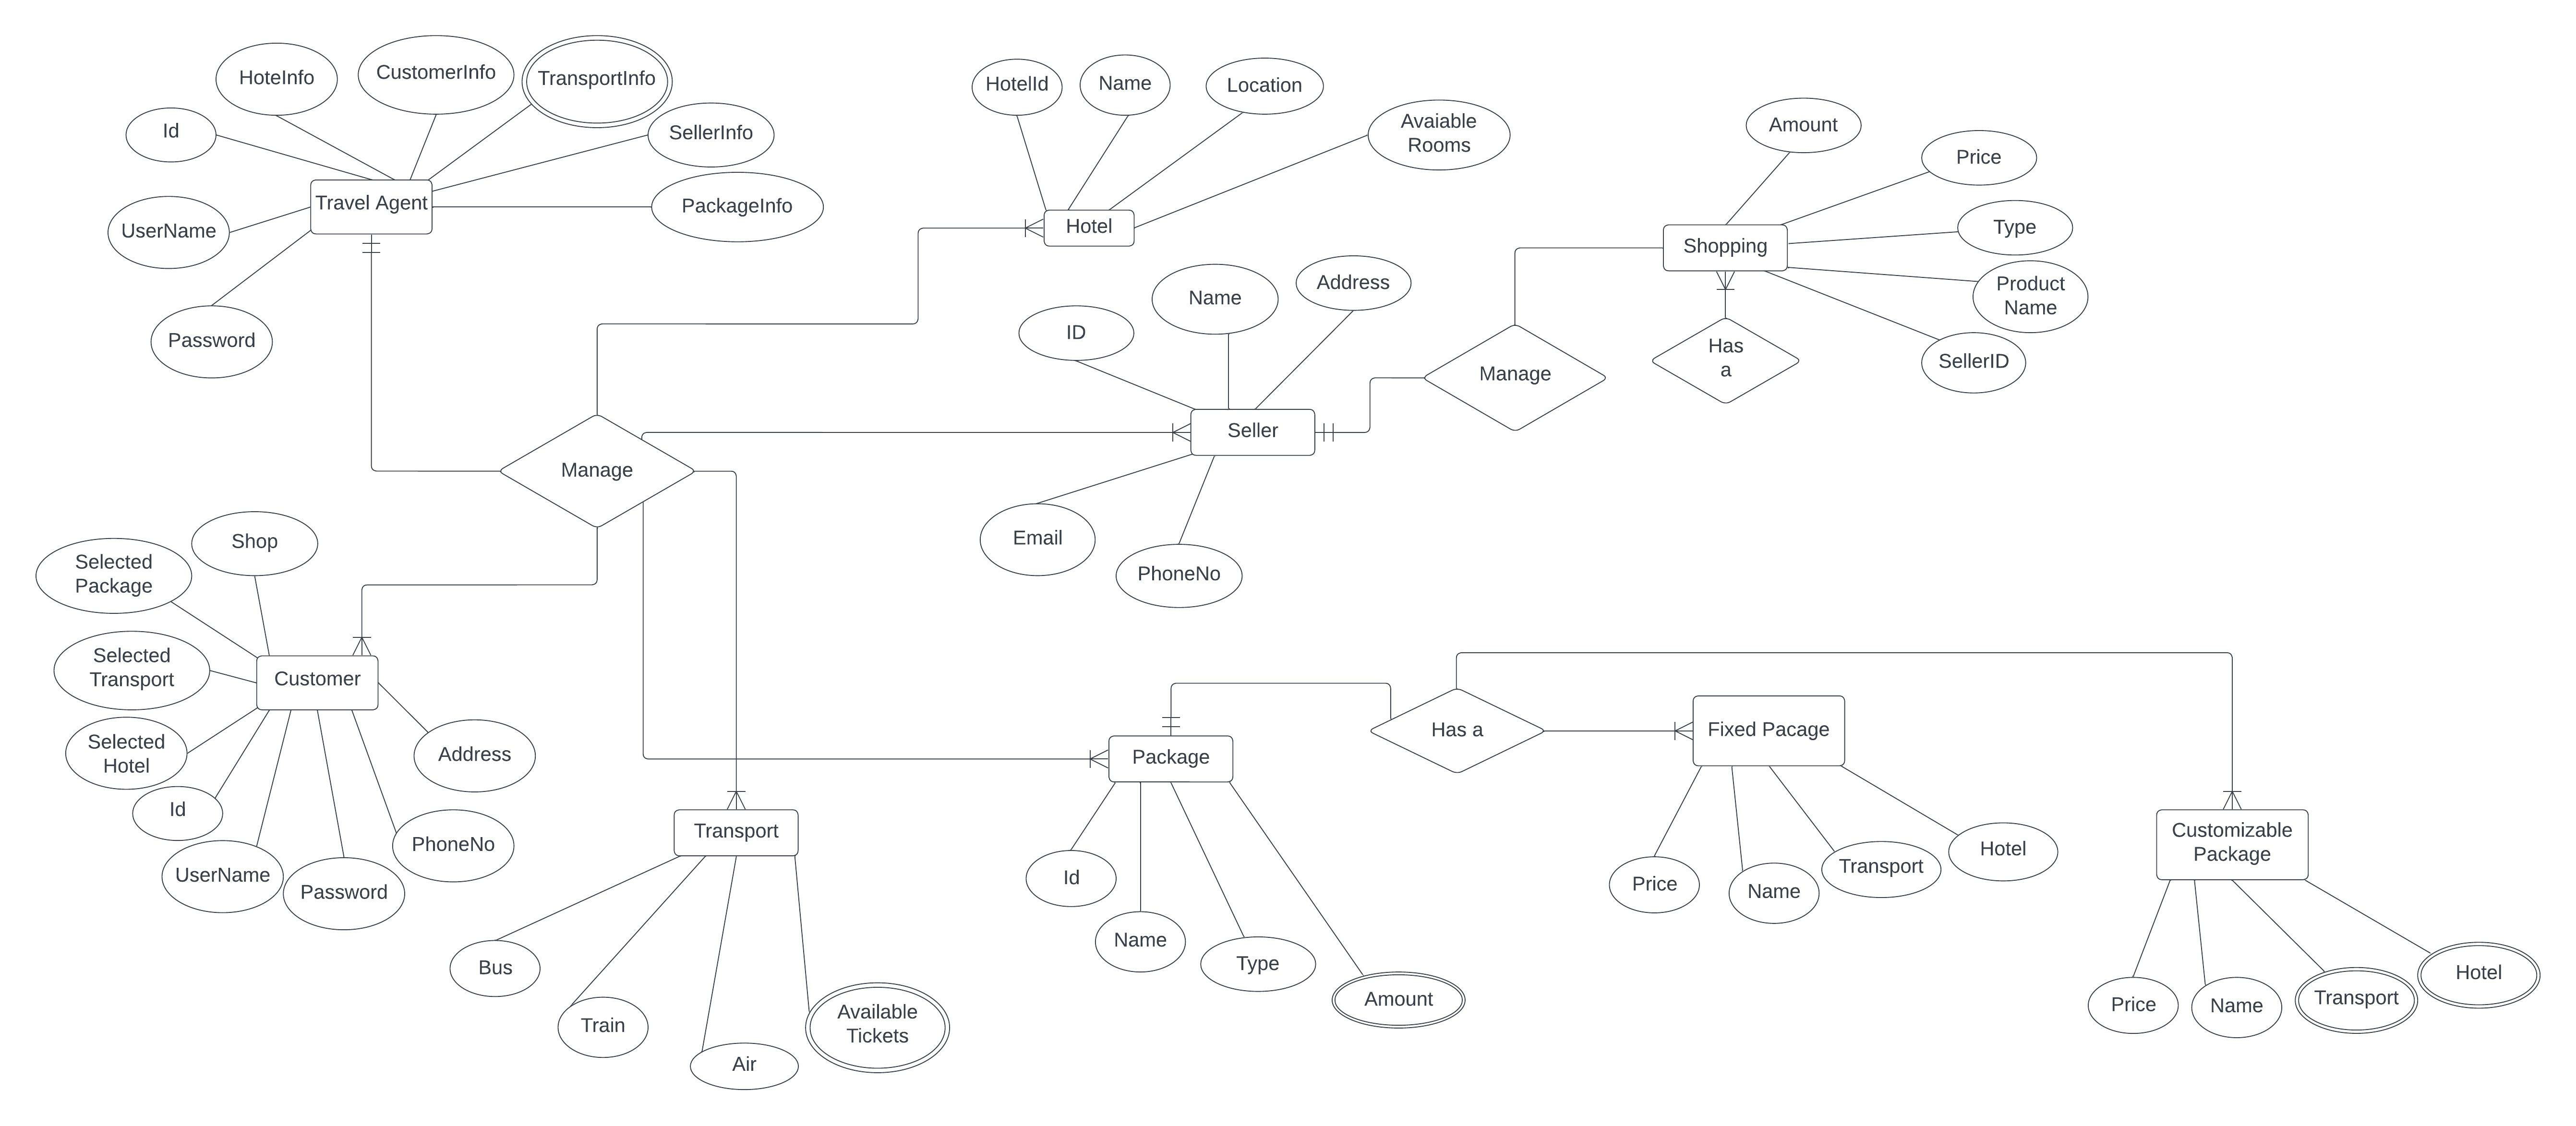 HoteInfo
CustomerInfo
TransportInfo
Id
SellerInfo
Travel Agent
PackageInfo
UserName
Password
HotelId
Name
Location
Avaiable
Rooms
Hotel
Amount
Price
Shopping
Type
Product
Name
SellerID
Has
a
Manage
Name
Address
ID
Seller
Email
PhoneNo
Manage
Shop
Selected
Package
Selected
Transport
Customer
Selected
Hotel
Address
Id
UserName
Password
PhoneNo
Transport
Bus
Train
Air
Available
Tickets
Package
Id
Name
Type
Amount
Has a
Fixed Pacage
Price
Name
Transport
Hotel
Customizable
Package
Price
Name
Transport
Hotel